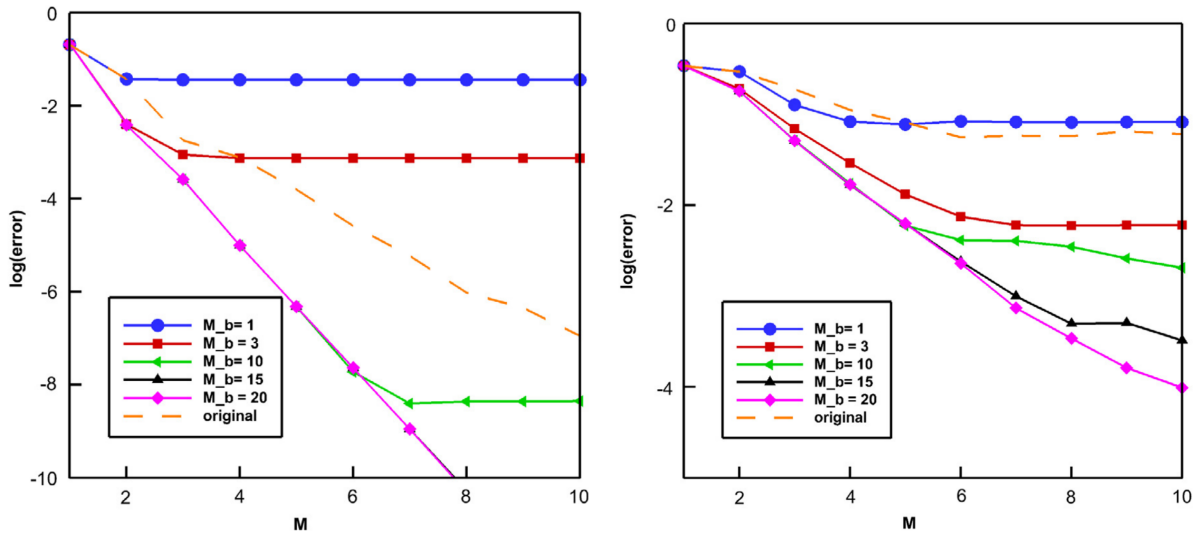 0
-2
-4
-6
-8
-10
log(error)
2
4
6
8
10
M
M_b= 1
M_b = 3
M_b= 10
M_b= 15
M_b = 20
original
0
-2
-4
log(error)
2
4
6
8
10
M
M_b= 1
M_b = 3
M_b= 10
M_b= 15
M_b = 20
original